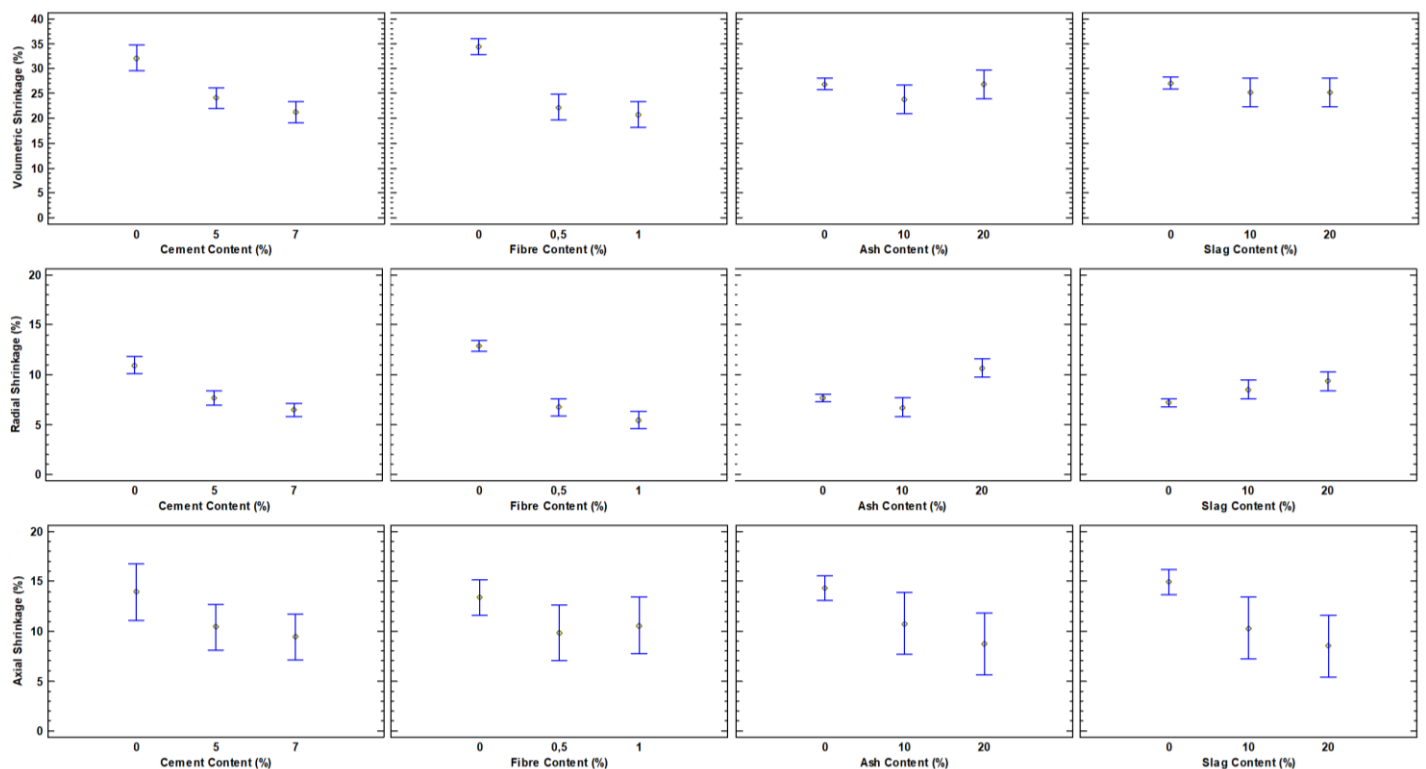 Volumetric Shrinkage (%)
40
35
30
25
20
15
10
5
0
0 5 7
Cement Content (%)
0 0,5 1
Fibre Content (%)
0 10 20
Ash Content (%)
0 10 20
Slag Content (%)
Radial Shrinkage (%)
20
15
10
5
0
0 5 7
Cement Content (%)
0 0,5 1
Fibre Content (%)
0 10 20
Ash Content (%)
0 10 20
Slag Content (%)
Axial Shrinkage (%)
20
15
10
5
0
0 5 7
Cement Content (%)
0 0,5 1
Fibre Content (%)
0 10 20
Ash Content (%)
0 10 20
Slag Content (%)